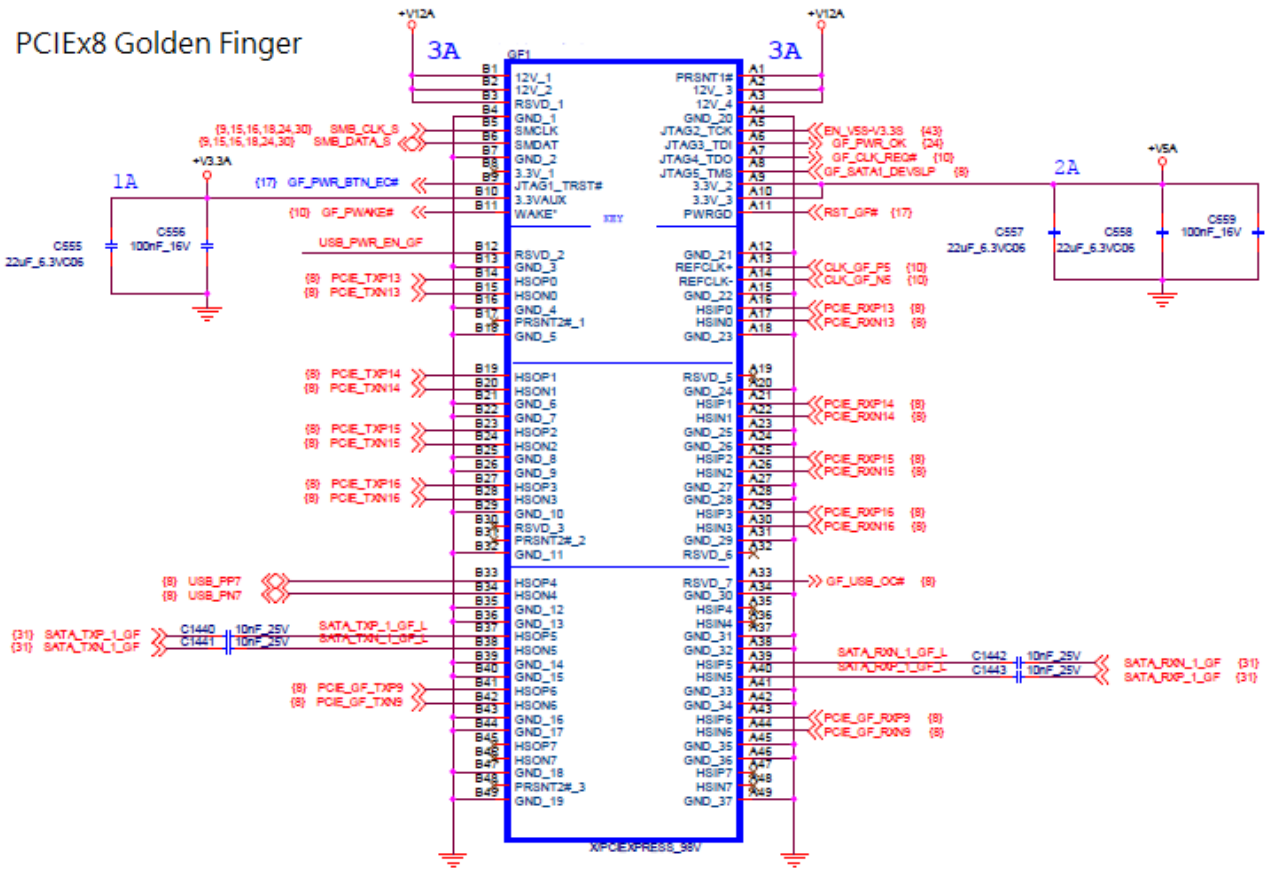 PCIEx8 Golden Finger
+V12A
+V12A
3A
GF1
3A
B1 12V_1 PRSNT1# A1
B2 12V_2 12V_3 A2
B3 RSVD_1 12V_4 A3
B4 GND_1 GND_20 A4
{9,15,16,18,24,30} SMB_CLK_S B5 SMCLK JTAG2_TCK A5 EN_V5S-V3.3S {43}
{9,15,16,18,24,30} SMB_DATA_S B6 SMDAT JTAG3_TDI A6 GF_PWR_OK {24}
B7 GND_2 JTAG4_TDO A7 GF_CLK_REQ# {10}
+V3.3A B8 3.3V_1 JTAG5_TMS A8 GF_SATA1_DEVSLP {8} +V5A
1A {17} GF_PWR_BTN_EC# B9 JTAG1_TRST# 3.3V_2 A9 2A
B10 3.3VAUX 3.3V_3 A10
{10} GF_PWAKE# B11 WAKE* PWRGD A11 RST_GF# {17}
KEY
C555 22uF_6.3VC06
C556 100nF_16V
C557 22uF_6.3VC06
C558 22uF_6.3VC06
C559 100nF_16V
USB_PWR_EN_GF B12 RSVD_2 GND_21 A12
B13 GND_3 REFCLK+ A13 CLK_GF_P5 {10}
{8} PCIE_TXP13 B14 HSOP0 REFCLK- A14 CLK_GF_N5 {10}
{8} PCIE_TXN13 B15 HSON0 GND_22 A15
B16 GND_4 HSIP0 A16 PCIE_RXP13 {8}
B17 PRSNT2#_1 HSIN0 A17 PCIE_RXN13 {8}
B18 GND_5 GND_23 A18
{8} PCIE_TXP14 B19 HSOP1 RSVD_5 A19
{8} PCIE_TXN14 B20 HSON1 GND_24 A20
B21 GND_6 HSIP1 A21 PCIE_RXP14 {8}
B22 GND_7 HSIN1 A22 PCIE_RXN14 {8}
{8} PCIE_TXP15 B23 HSOP2 GND_25 A23
{8} PCIE_TXN15 B24 HSON2 GND_26 A24
B25 GND_8 HSIP2 A25 PCIE_RXP15 {8}
B26 GND_9 HSIN2 A26 PCIE_RXN15 {8}
{8} PCIE_TXP16 B27 HSOP3 GND_27 A27
{8} PCIE_TXN16 B28 HSON3 GND_28 A28
B29 GND_10 HSIP3 A29 PCIE_RXP16 {8}
B30 RSVD_3 HSIN3 A30 PCIE_RXN16 {8}
B31 PRSNT2#_2 GND_29 A31
B32 GND_11 RSVD_6 A32
{8} USB_PP7 B33 HSOP4 RSVD_7 A33 GF_USB_OC# {8}
{8} USB_PN7 B34 HSON4 GND_30 A34
B35 GND_12 HSIP4 A35
B36 GND_13 HSIN4 A36
{31} SATA_TXP_1_GF C1440 10nF_25V SATA_TXP_1_GF_L B37 HSOP5 GND_31 A37
{31} SATA_TXN_1_GF C1441 10nF_25V SATA_TXN_1_GF_L B38 HSON5 GND_32 A38
B39 GND_14 HSIP5 A39 SATA_RXN_1_GF_L C1442 10nF_25V SATA_RXN_1_GF {31}
B40 GND_15 HSIN5 A40 SATA_RXP_1_GF_L C1443 10nF_25V SATA_RXP_1_GF {31}
{8} PCIE_GF_TXP9 B41 HSOP6 GND_33 A41
{8} PCIE_GF_TXN9 B42 HSON6 GND_34 A42
B43 GND_16 HSIP6 A43 PCIE_GF_RXP9 {8}
B44 GND_17 HSIN6 A44 PCIE_GF_RXN9 {8}
B45 HSOP7 GND_35 A45
B46 HSON7 GND_36 A46
B47 GND_18 HSIP7 A47
B48 PRSNT2#_3 HSIN7 A48
B49 GND_19 GND_37 A49
X/PCIEXPRESS_98V